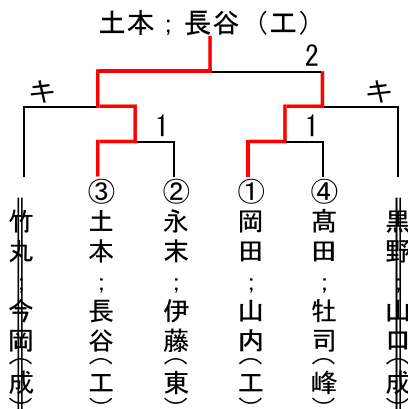 土本 ; 長谷 （工）
2
キ
キ
1
1
③
②
①
④
竹丸 ; 今岡(成)
土本 ; 長谷(工)
永末 ; 伊藤(東)
岡田 ; 山内(工)
髙田 ; 牡司(峰)
黒野 ; 山口(成)